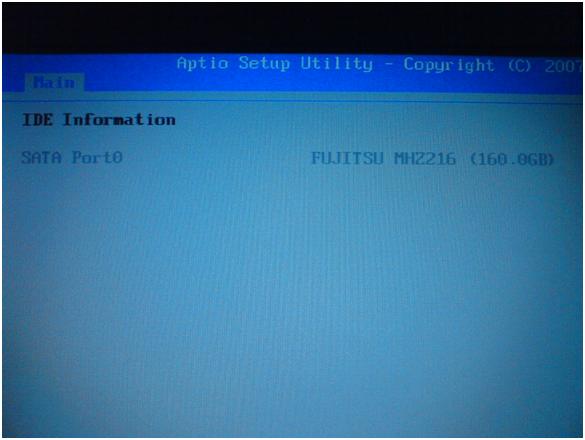 Aptio Setup Utility - Copyright (C) 2007
Main
IDE Information
SATA Port0 FUJITSU MHZ216 (160.0GB)